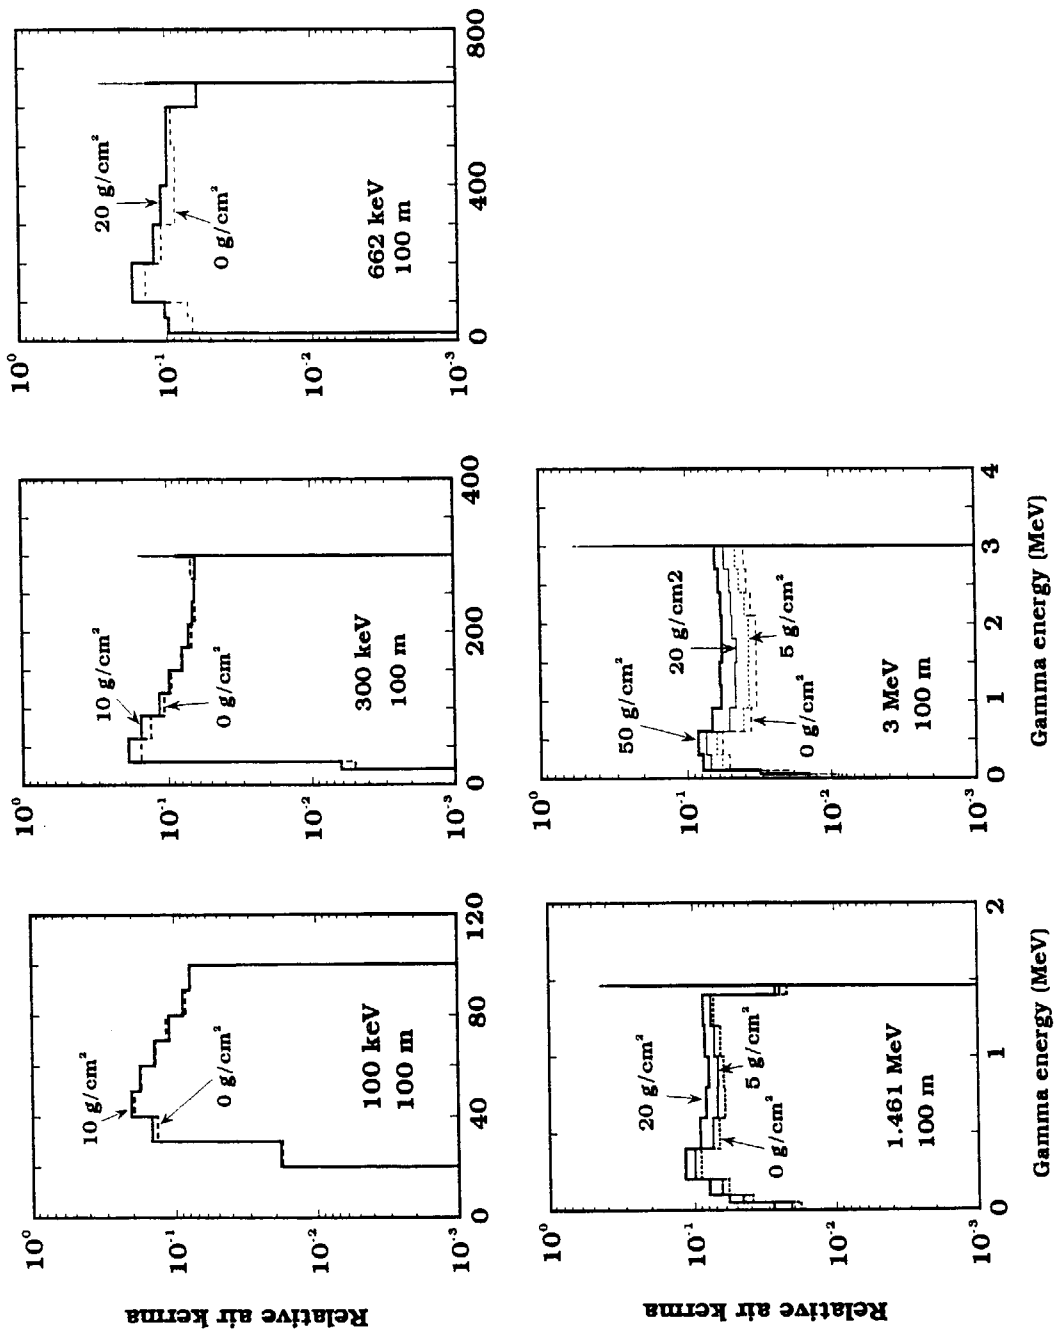 10⁰
10⁻¹
10⁻²
10⁻³
Relative air kerma
10 g/cm²
0 g/cm²
100 keV
100 m
0
40
80
120
10⁰
10⁻¹
10⁻²
10⁻³
10 g/cm²
0 g/cm²
300 keV
100 m
0
200
400
10⁰
10⁻¹
10⁻²
10⁻³
20 g/cm²
0 g/cm²
662 keV
100 m
0
400
800
10⁰
10⁻¹
10⁻²
10⁻³
Relative air kerma
20 g/cm²
5 g/cm²
0 g/cm²
1.461 MeV
100 m
0
1
2
Gamma energy (MeV)
10⁰
10⁻¹
10⁻²
10⁻³
50 g/cm²
20 g/cm2
5 g/cm²
0 g/cm²
3 MeV
100 m
0
1
2
3
4
Gamma energy (MeV)